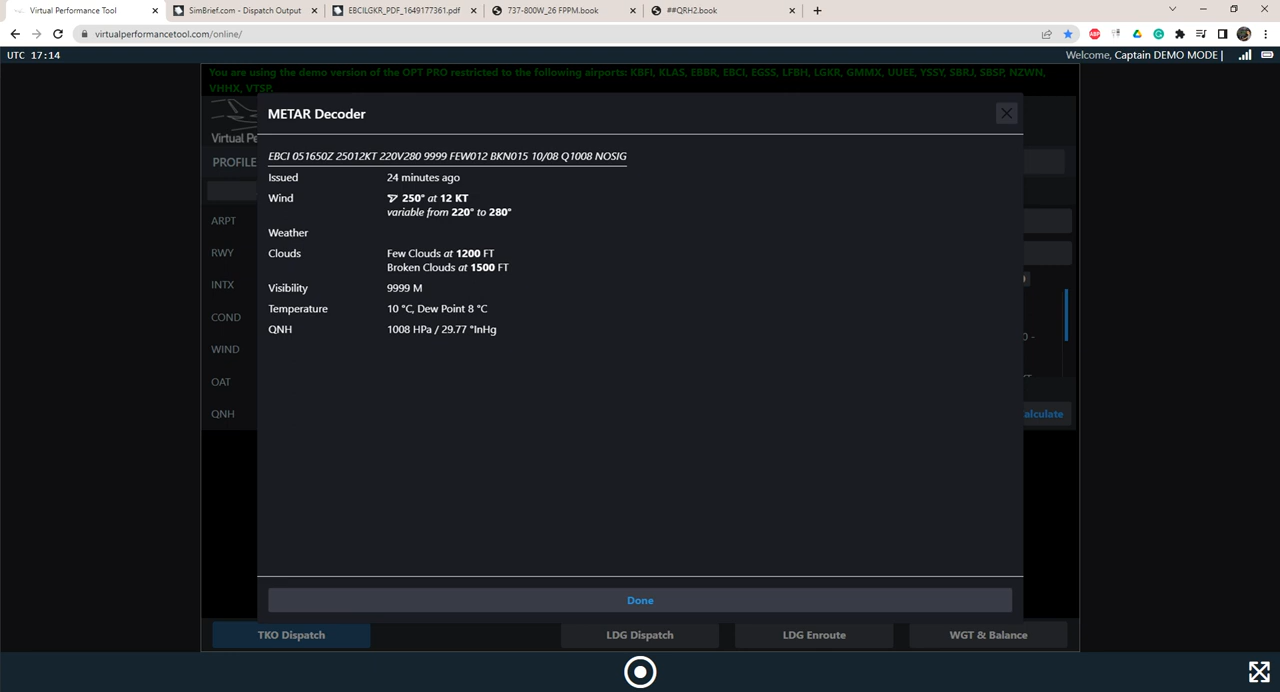 Virtual Performance Tool
SimBrief.com - Dispatch Output
EBCILGKR_PDF_1649177361.pdf
737-800W_26 FPPM.book
##QRH2.book
virtualperformancetool.com/online/
ABP
UTC 17:14
Welcome, Captain DEMO MODE |
You are using the demo version of the OPT PRO restricted to the following airports: KBFI, KLAS, EBBR, EBCI, EGSS, LFBH, LGKR, GMMX, UUEE, YSSY, SBRJ, SBSP, NZWN,
VHHX, VTSP.
METAR Decoder
Virtual Pe
EBCI 051650Z 25012KT 220V280 9999 FEW012 BKN015 10/08 Q1008 NOSIG
PROFILE
Issued 24 minutes ago
Wind 250° at 12 KT
variable from 220° to 280°
ARPT
Weather
RWY
Clouds Few Clouds at 1200 FT
Broken Clouds at 1500 FT
INTX
Visibility 9999 M
Temperature 10 °C, Dew Point 8 °C
COND
QNH 1008 HPa / 29.77 "InHg
0 -
WIND
OAT
QNH
alculate
Done
TKO Dispatch
LDG Dispatch
LDG Enroute
WGT & Balance